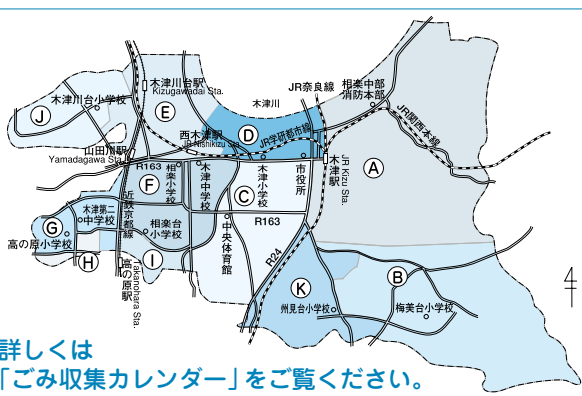 JR奈良線
相楽中部
消防本部
木津川台駅
Kizugawadai Sta.
木津川
木津川台小学校
J
E
西木津駅
JR Nishikizu Sta.
D
JR学研都市線
JR関西本線
山田川駅
Yamadagawa Sta.
R163
相楽小学校
木津中学校
木津小学校
市役所
木津駅
JR Kizu Sta.
A
F
C
木津第二
中学校
近鉄京都線
相楽台
小学校
中央体育館
R163
G
高の原小学校
H
高の原駅
Takanohara Sta.
I
R24
K
B
州見台小学校
梅美台小学校
詳しくは
「ごみ収集カレンダー」をご覧ください。